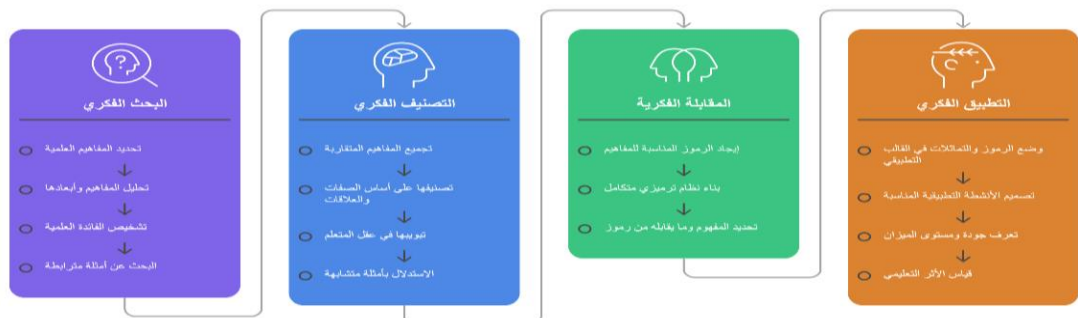 البحث الفكري
تحديد المفاهيم العلمية
تحليل المفاهيم وأبعادها
تشخيص الفائدة العلمية
البحث عن أمثلة مترابطة
التصنيف الفكري
تجميع المفاهيم المتقاربة
تصنيفها على أساس الصفات
والعلاقات
تبويبها في عقل المتعلم
الاستدلال بأمثلة متشابهة
المقابلة الفكرية
إيجاد الرموز المناسبة للمفاهيم
بناء نظام ترميزي متكامل
تحديد المفهوم وما يقابله من رموز
التطبيق الفكري
وضع الرموز والتماثلات في القالب
التطبيقي
تصميم الأنشطة التطبيقية المناسبة
تعرف جودة ومستوى الميزان
قياس الأثر التعليمي